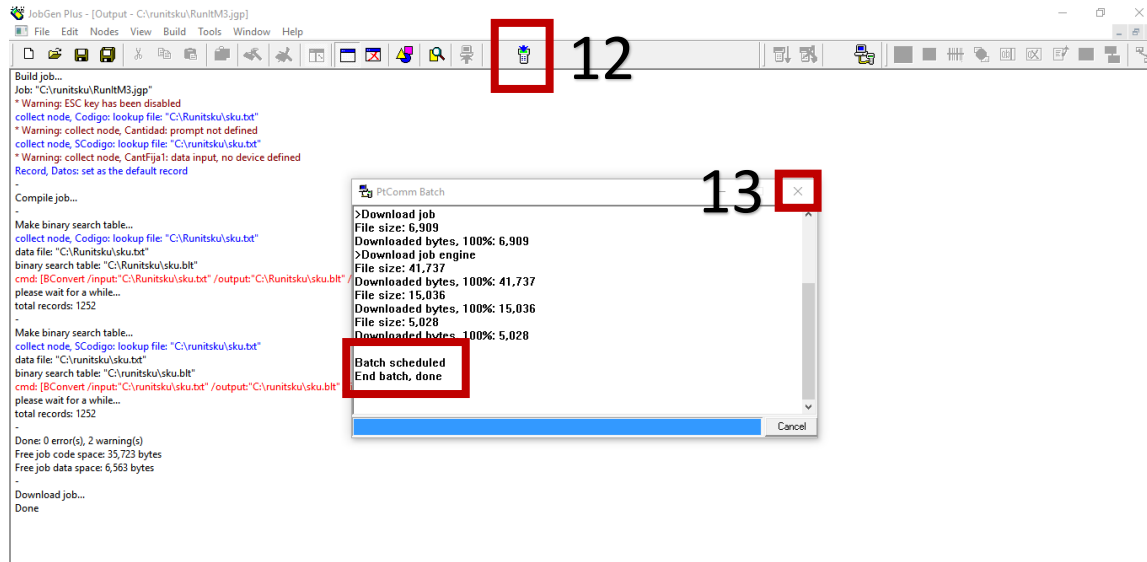 JobGen Plus - [Output - C:\runitsku\RunItM3.jgp]
File Edit Nodes View Build Tools Window Help
12
Build job...
Job: "C:\runitsku\RunItM3.jgp"
* Warning: ESC key has been disabled
collect node, Codigo: lookup file: "C:\Runitsku\sku.txt"
* Warning: collect node, Cantidad: prompt not defined
collect node, SCodigo: lookup file: "C:\runitsku\sku.txt"
* Warning: collect node, CantFija1: data input, no device defined
Record, Datos: set as the default record
-
Compile job...
-
Make binary search table...
collect node, Codigo: lookup file: "C:\Runitsku\sku.txt"
data file: "C:\Runitsku\sku.txt"
binary search table: "C:\Runitsku\sku.blt"
cmd: [BConvert /input:"C:\Runitsku\sku.txt" /output:"C:\Runitsku\sku.blt" /
please wait for a while...
total records: 1252
-
Make binary search table...
collect node, SCodigo: lookup file: "C:\runitsku\sku.txt"
data file: "C:\runitsku\sku.txt"
binary search table: "C:\runitsku\sku.blt"
cmd: [BConvert /input:"C:\runitsku\sku.txt" /output:"C:\runitsku\sku.blt"
please wait for a while...
total records: 1252
-
Done: 0 error(s), 2 warning(s)
Free job code space: 35,723 bytes
Free job data space: 6,563 bytes
-
Download job...
Done
PtComm Batch
13
>Download job
File size: 6,909
Downloaded bytes, 100%: 6,909
>Download job engine
File size: 41,737
Downloaded bytes, 100%: 41,737
File size: 15,036
Downloaded bytes, 100%: 15,036
File size: 5,028
Downloaded bytes, 100%: 5,028
Batch scheduled
End batch, done
Cancel